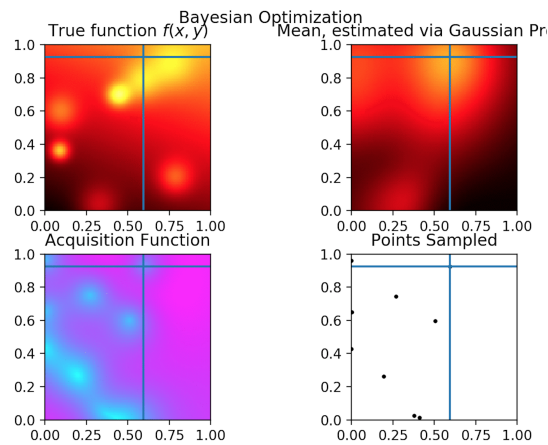 Bayesian Optimization
True function f(x, y)
Mean, estimated via Gaussian Pr
1.0
0.8
0.6
0.4
0.2
0.0
0.00 0.25 0.50 0.75 1.00
1.0
0.8
0.6
0.4
0.2
0.0
0.00 0.25 0.50 0.75 1.00
Acquisition Function
Points Sampled
1.0
0.8
0.6
0.4
0.2
0.0
0.00 0.25 0.50 0.75 1.00
1.0
0.8
0.6
0.4
0.2
0.0
0.00 0.25 0.50 0.75 1.00